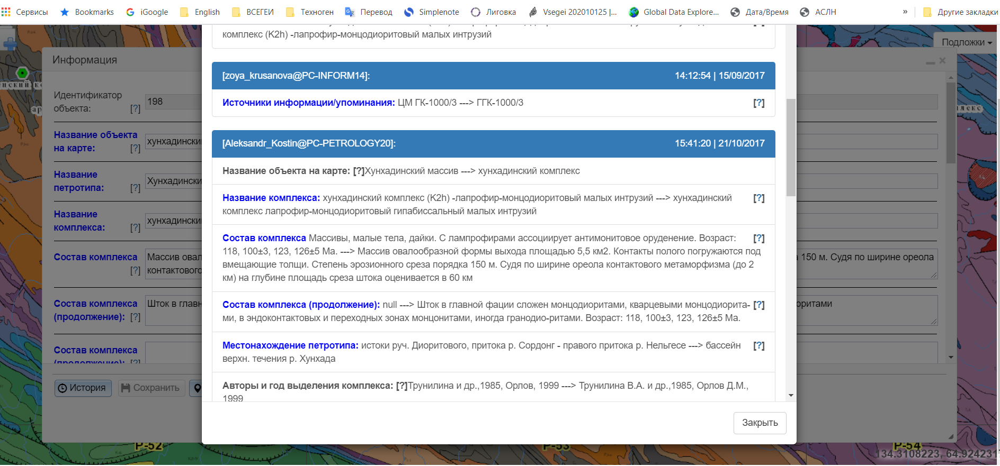 Сервисы Bookmarks iGoogle English ВСЕГЕИ Техноген Перевод Simplenote Лиговка Vsegei 202010125 |... Global Data Explore... Дата/Время АСЛН » Другие закладки
комплекс (K2h) -лапрофир-монцодиоритовый малых интрузий
Подложки
Информация
[zoya_krusanova@PC-INFORM14]: 14:12:54 | 15/09/2017
Источники информации/упоминания: ЦМ ГК-1000/3 ---> ГГК-1000/3 [?]
Идентификатор
объекта: [?] 198
[Aleksandr_Kostin@PC-PETROLOGY20]: 15:41:20 | 21/10/2017
Название объекта
на карте: [?] хунхадински
Название объекта на карте: [?]Хунхадинский массив ---> хунхадинский комплекс
Название
петротипа: [?] Хунхадински
Название комплекса: хунхадинский комплекс (K2h) -лапрофир-монцодиоритовый малых интрузий ---> хунхадинский [?]
комплекс лапрофир-монцодиоритовый гипабиссальный малых интрузий
Название
комплекса: [?] хунхадински
Состав комплекса Массивы, малые тела, дайки. С лампрофирами ассоциирует антимонитовое оруденение. Возраст: [?]
118, 100±3, 123, 126±5 Ма. ---> Массив овалообразной формы выхода площадью 5,5 км2. Контакты полого погружаются под
вмещающие толщи. Степень эрозионного среза порядка 150 м. Судя по ширине ореола контактового метаморфизма (до 2
км) на глубине площадь среза штока оценивается в 60 км
Состав комплекса Массив овал
[?] контактового
150 м. Судя по ширине ореола
Состав комплекса (продолжение): null ---> Шток в главной фации сложен монцодиоритами, кварцевыми монцодиорита- [?]
ми, в эндоконтактовых и переходных зонах монцонитами, иногда гранодио-ритами. Возраст: 118, 100±3, 123, 126±5 Ма.
Состав комплекса Шток в главн
(продолжение): [?]
оритами
Местонахождение петротипа: истоки руч. Диоритового, притока р. Сордонг - правого притока р. Нельгесе ---> бассейн [?]
верхн. течения р. Хунхада
Состав комплекса
(продолжение): [?]
Авторы и год выделения комплекса: [?]Трунилина и др.,1985, Орлов, 1999 ---> Трунилина В.А. и др.,1985, Орлов Д.М.,
1999
История Сохранить
Закрыть
P-52 P-53 P-54
134.3108223, 64.924231